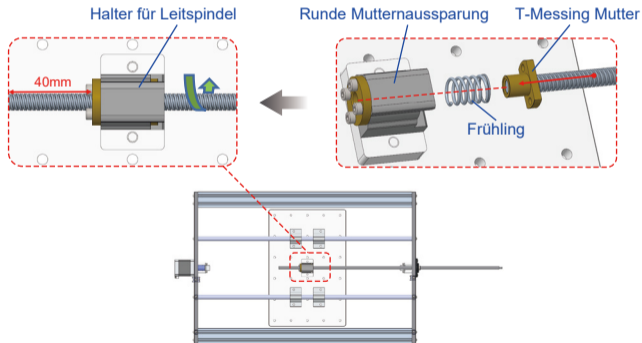 Halter für Leitspindel
Runde Mutternaussparung
T-Messing Mutter
40mm
Frühling